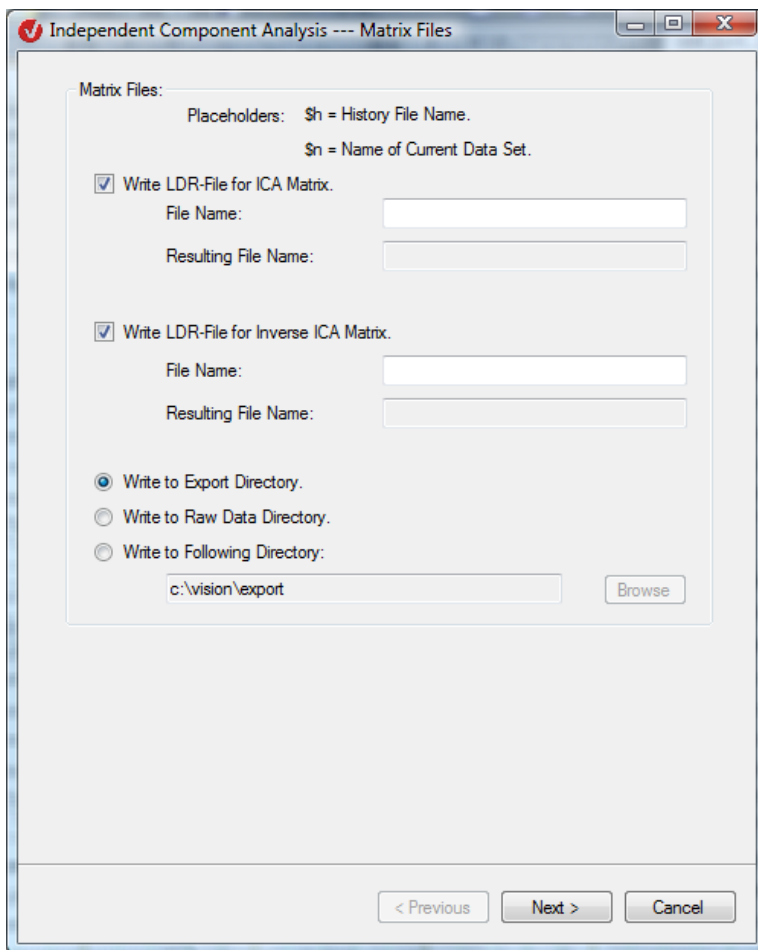 Independent Component Analysis --- Matrix Files
Matrix Files:
Placeholders: $h = History File Name.
$n = Name of Current Data Set.
Write LDR-File for ICA Matrix.
File Name:
Resulting File Name:
Write LDR-File for Inverse ICA Matrix.
File Name:
Resulting File Name:
Write to Export Directory.
Write to Raw Data Directory.
Write to Following Directory:
c:\vision\export Browse
< Previous Next > Cancel